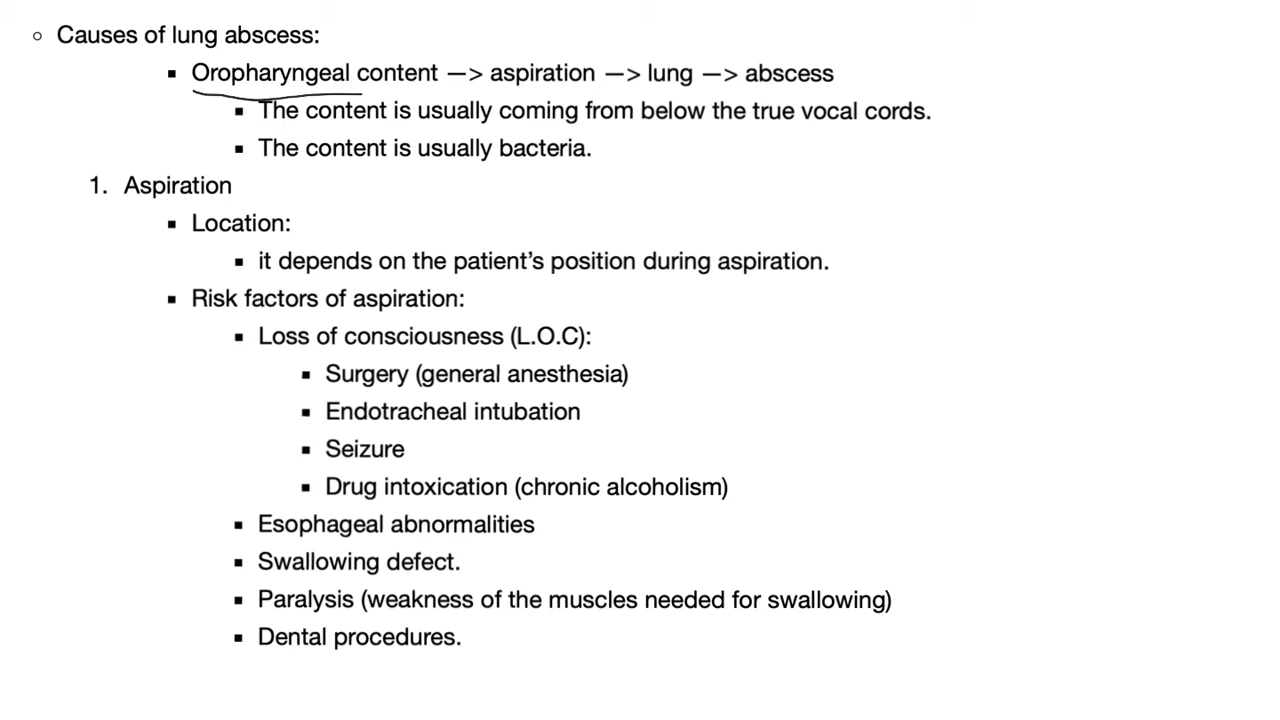 Causes of lung abscess:
Oropharyngeal content —> aspiration —> lung —> abscess
The content is usually coming from below the true vocal cords.
The content is usually bacteria.
1. Aspiration
Location:
it depends on the patient’s position during aspiration.
Risk factors of aspiration:
Loss of consciousness (L.O.C):
Surgery (general anesthesia)
Endotracheal intubation
Seizure
Drug intoxication (chronic alcoholism)
Esophageal abnormalities
Swallowing defect.
Paralysis (weakness of the muscles needed for swallowing)
Dental procedures.